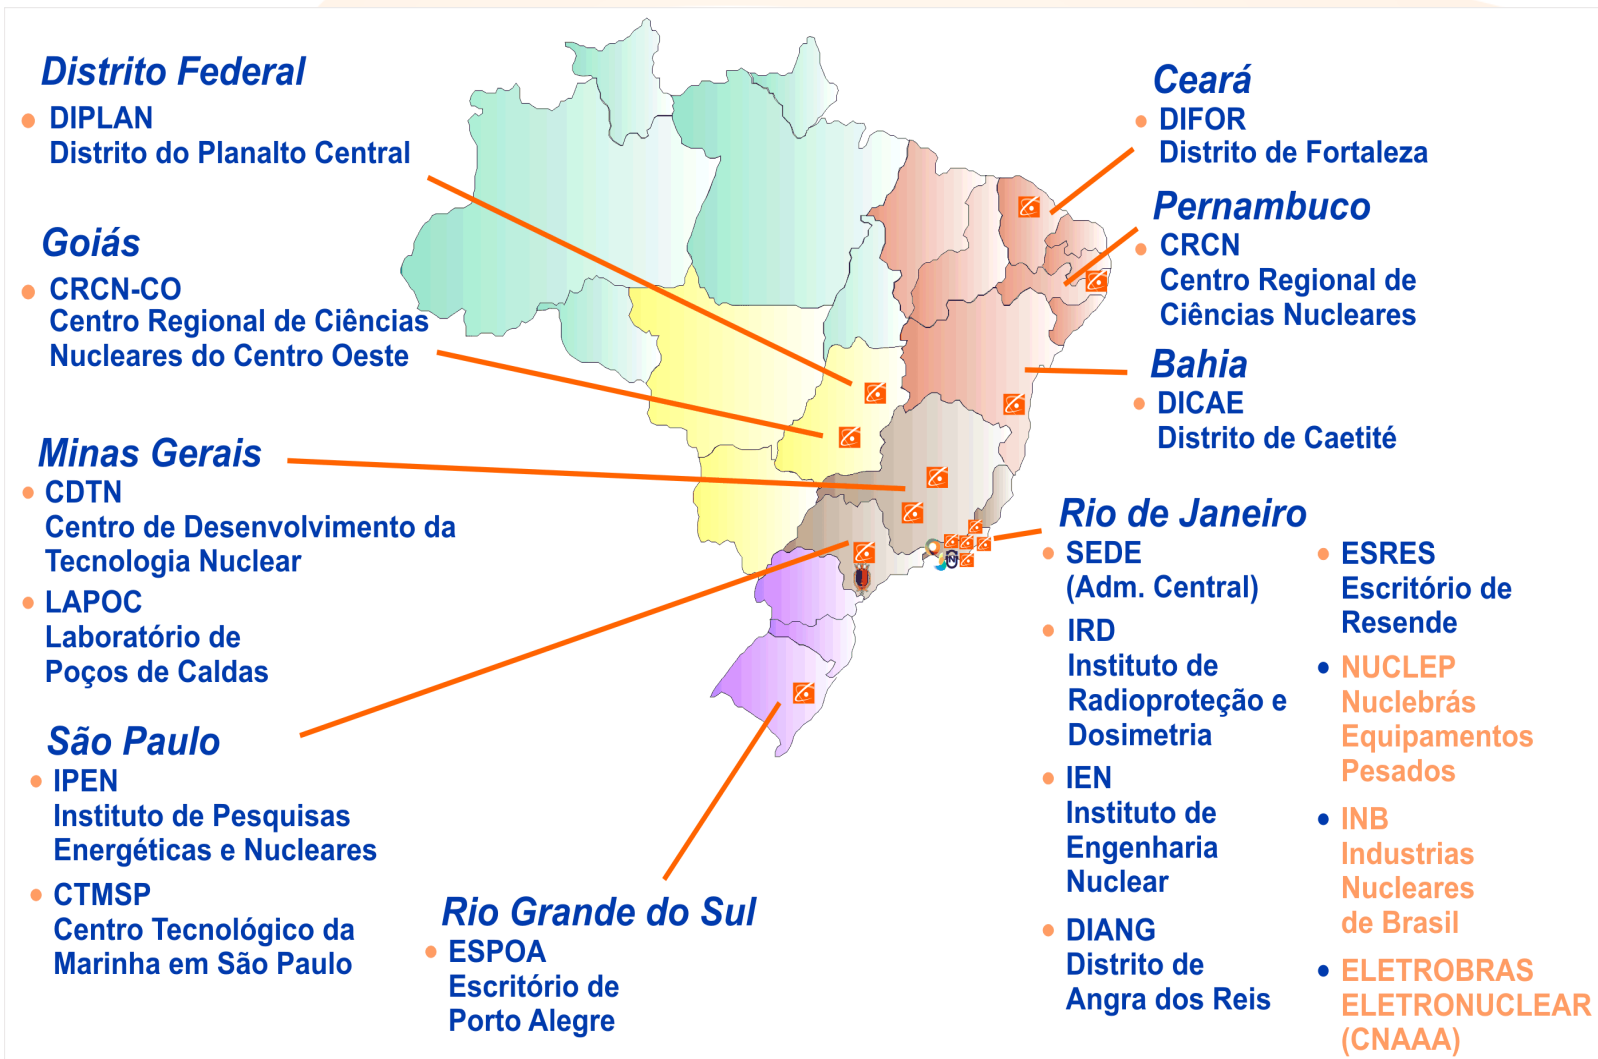 Distrito Federal
DIPLAN
Distrito do Planalto Central
Goiás
CRCN-CO
Centro Regional de Ciências
Nucleares do Centro Oeste
Minas Gerais
CDTN
Centro de Desenvolvimento da
Tecnologia Nuclear
LAPOC
Laboratório de
Poços de Caldas
São Paulo
IPEN
Instituto de Pesquisas
Energéticas e Nucleares
CTMSP
Centro Tecnológico da
Marinha em São Paulo
Rio Grande do Sul
ESPOA
Escritório de
Porto Alegre
Ceará
DIFOR
Distrito de Fortaleza
Pernambuco
CRCN
Centro Regional de
Ciências Nucleares
Bahia
DICAE
Distrito de Caetité
Rio de Janeiro
SEDE
(Adm. Central)
IRD
Instituto de
Radioproteção e
Dosimetria
IEN
Instituto de
Engenharia
Nuclear
DIANG
Distrito de
Angra dos Reis
ESRES
Escritório de
Resende
NUCLEP
Nuclebrás
Equipamentos
Pesados
INB
Industrias
Nucleares
de Brasil
ELETROBRAS
ELETRONUCLEAR
(CNAAA)